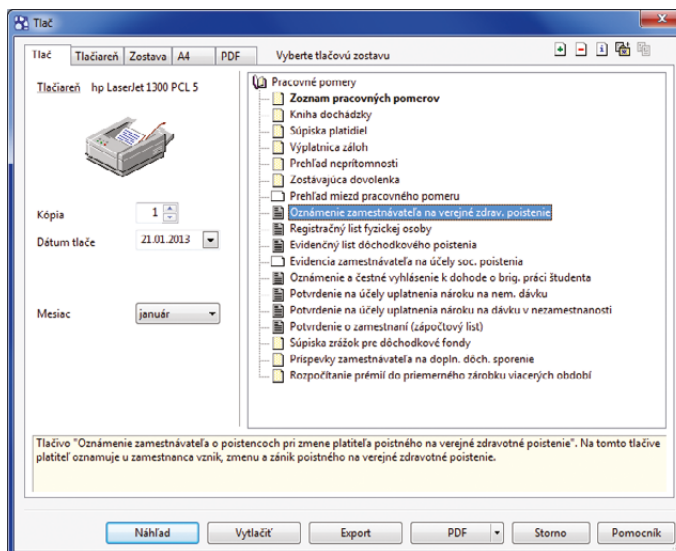 Tlač
Tlač Tlačiareň Zostava A4 PDF Vyberte tlačovú zostavu
Tlačiareň hp LaserJet 1300 PCL 5
Kópia 1
Dátum tlače 21.01.2013
Mesiac január
Pracovné pomery
Zoznam pracovných pomerov
Kniha dochádzky
Súpiska platidiel
Výplatnica záloh
Prehľad neprítomnosti
Zostávajúca dovolenka
Prehľad miezd pracovného pomeru
Oznámenie zamestnávateľa na verejné zdrav. poistenie
Registračný list fyzickej osoby
Evidenčný list dôchodkového poistenia
Evidencia zamestnávateľa na účely soc. poistenia
Oznámenie a čestné vyhlásenie k dohode o brig. práci študenta
Potvrdenie na účely uplatnenia nároku na nem. dávku
Potvrdenie na účely uplatnenia nároku na dávku v nezamestnanosti
Potvrdenie o zamestnaní (zápočtový list)
Súpiska zrážok pre dôchodkové fondy
Príspevky zamestnávateľa na dopln. dôch. sporenie
Rozpočítanie prémií do priemerného zárobku viacerých období
Tlačivo "Oznámenie zamestnávateľa o poistencoch pri zmene platiteľa poistného na verejné zdravotné poistenie". Na tomto tlačive
platiteľ oznamuje u zamestnanca vznik, zmenu a zánik poistného na verejné zdravotné poistenie.
Náhľad Vytlačiť Export PDF Storno Pomocník